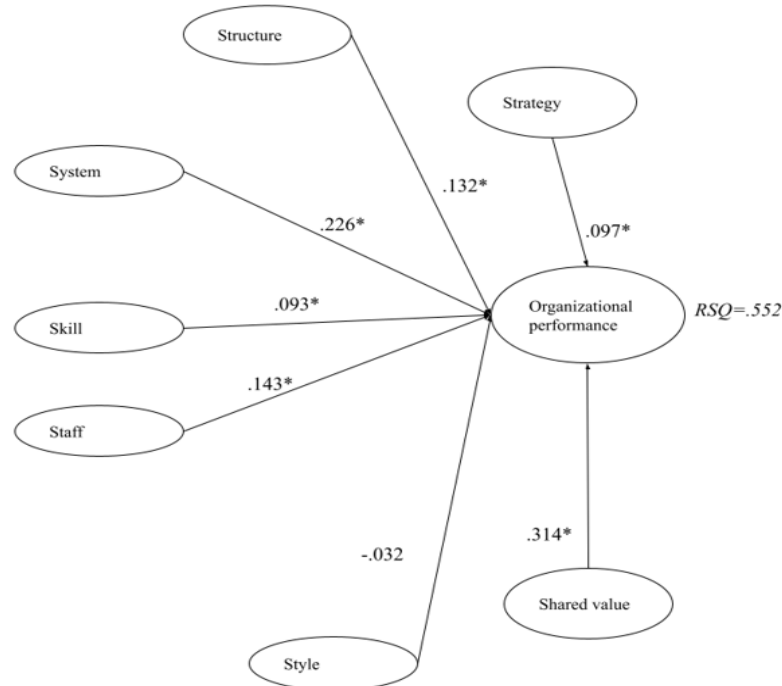 Structure
Strategy
System
.132*
.226*
.097*
.093*
Organizational
performance
RSQ=.552
Skill
.143*
Staff
-.032
.314*
Shared value
Style